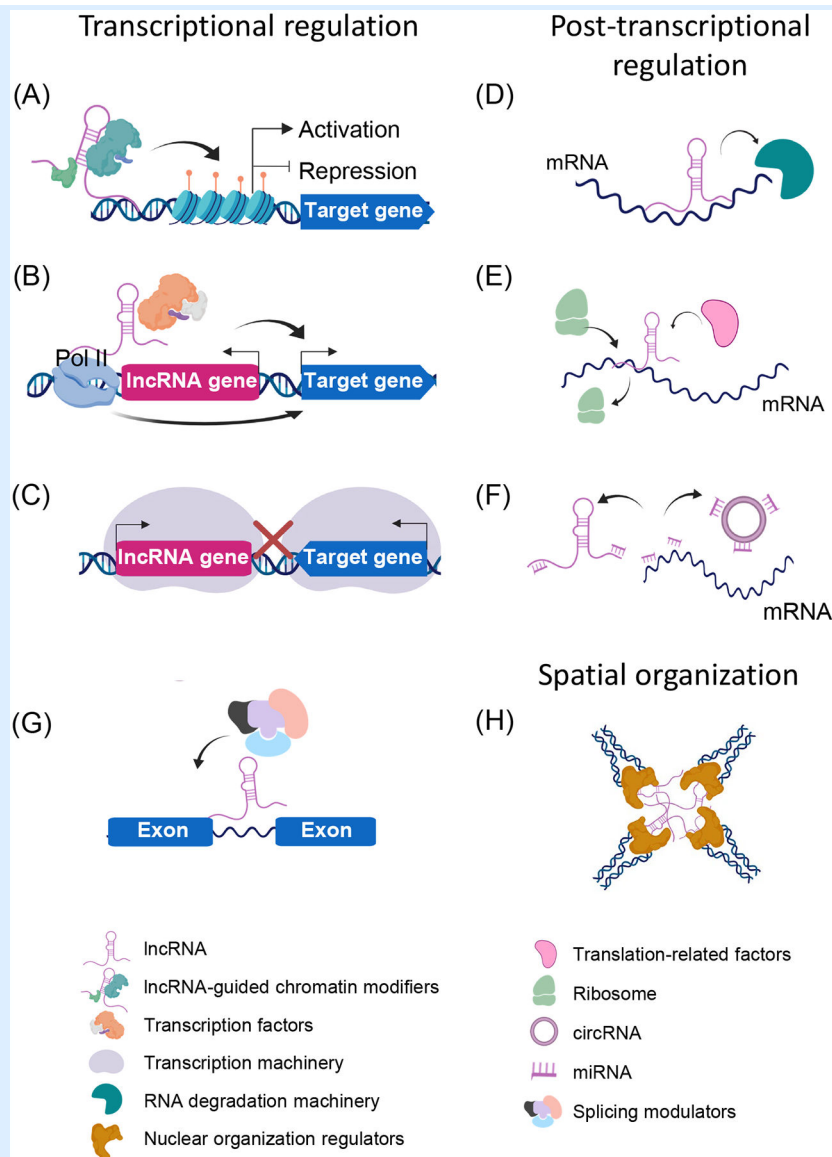 Transcriptional regulation
Post-transcriptional
regulation
(A)
Activation
Repression
Target gene
(B)
Pol II
lncRNA gene
Target gene
(C)
lncRNA gene
Target gene
(D)
mRNA
(E)
mRNA
(F)
mRNA
(G)
Exon
Exon
Spatial organization
(H)
lncRNA
lncRNA-guided chromatin modifiers
Transcription factors
Transcription machinery
RNA degradation machinery
Nuclear organization regulators
Translation-related factors
Ribosome
circRNA
miRNA
Splicing modulators